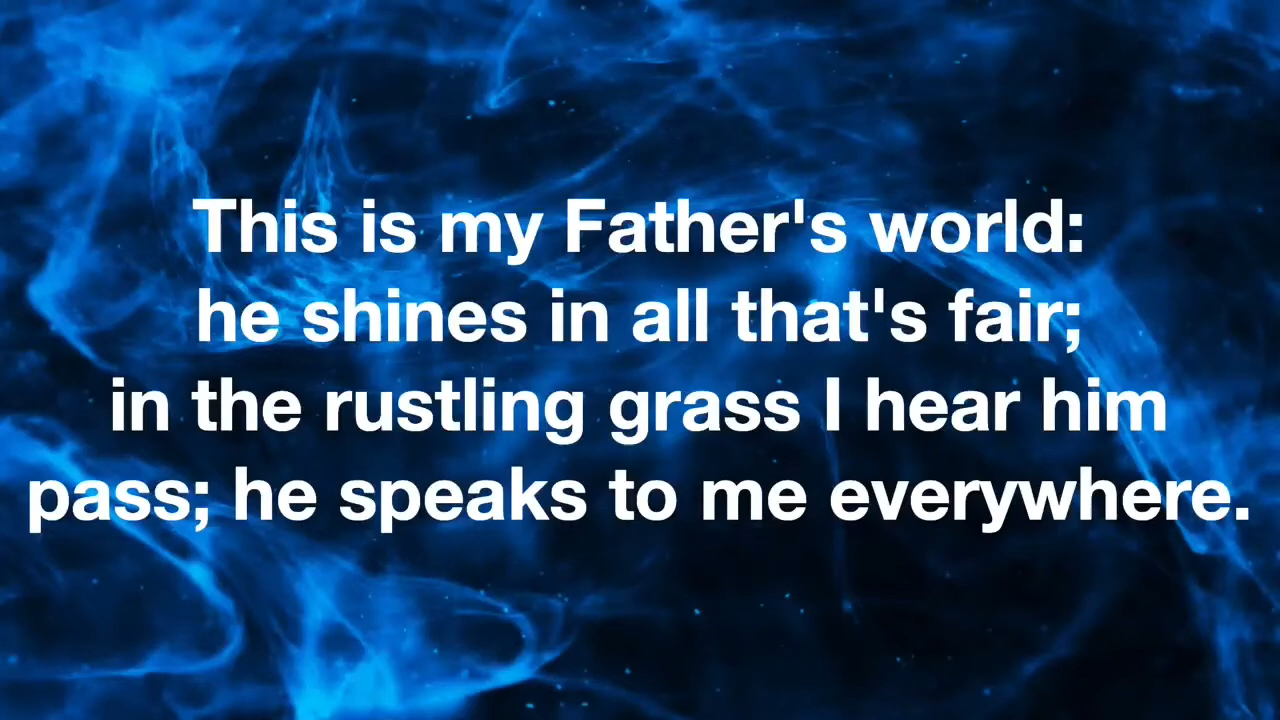 This is my Father's world:
he shines in all that's fair;
in the rustling grass I hear him
pass; he speaks to me everywhere.